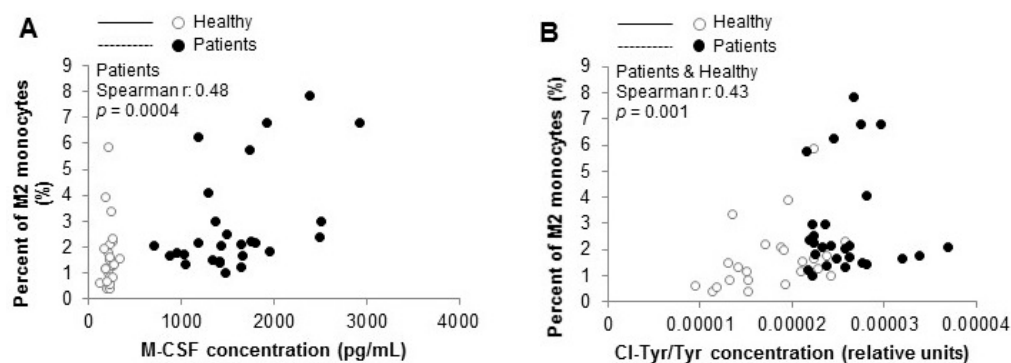 A
Healthy
Patients
Percent of M2 monocytes
(%)
9
8
7
6
5
4
3
2
1
0
Patients
Spearman r: 0.48
p = 0.0004
0
1000
2000
3000
4000
M-CSF concentration (pg/mL)
B
Healthy
Patients
Percent of M2 monocytes (%)
9
8
7
6
5
4
3
2
1
0
Patients & Healthy
Spearman r: 0.43
p = 0.001
0
0.00001
0.00002
0.00003
0.00004
Cl-Tyr/Tyr concentration (relative units)